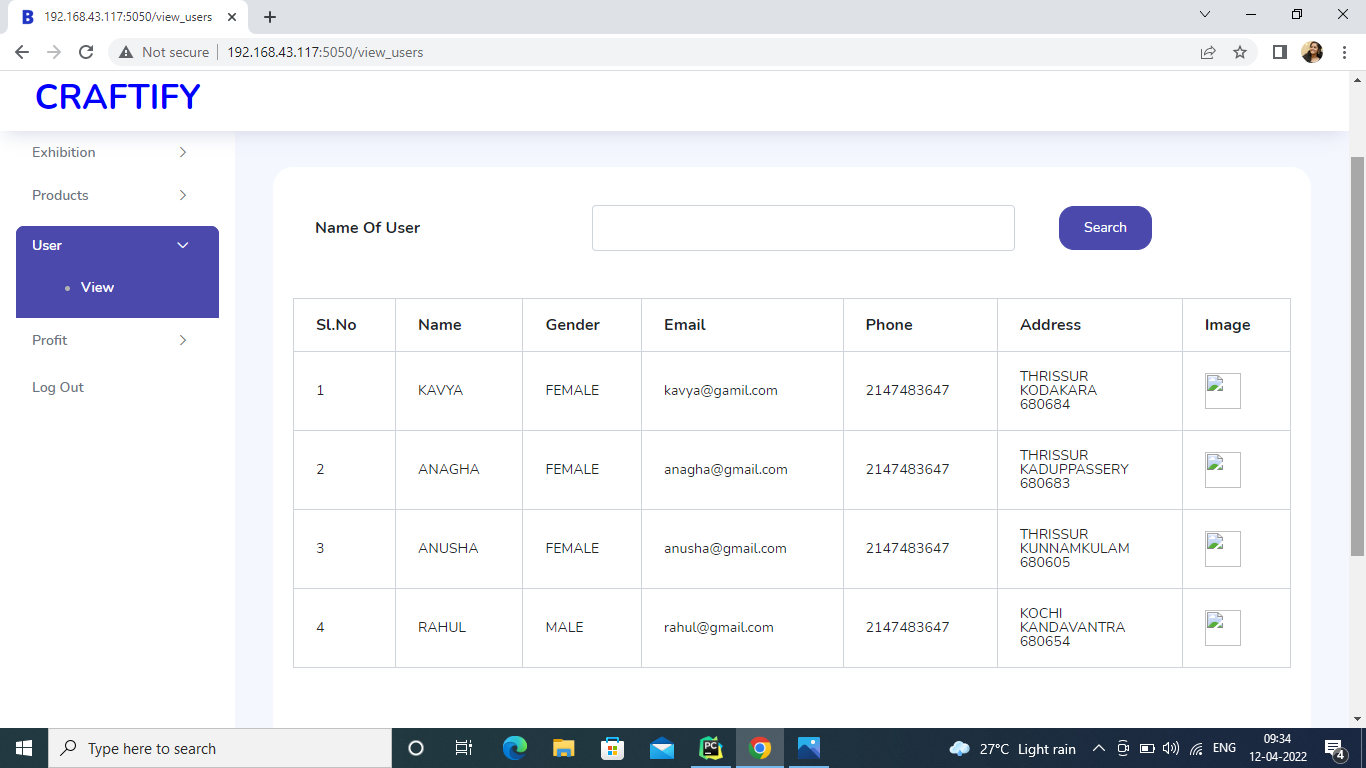 192.168.43.117:5050/view_users
Not secure 192.168.43.117:5050/view_users
CRAFTIFY
Exhibition
Products
User
View
Profit
Log Out
Name Of User Search
Sl.No Name Gender Email Phone Address Image
1 KAVYA FEMALE kavya@gamil.com 2147483647 THRISSUR
KODAKARA
680684
2 ANAGHA FEMALE anagha@gmail.com 2147483647 THRISSUR
KADUPPASSERY
680683
3 ANUSHA FEMALE anusha@gmail.com 2147483647 THRISSUR
KUNNAMKULAM
680605
4 RAHUL MALE rahul@gmail.com 2147483647 KOCHI
KANDAVANTRA
680654
Type here to search
PC
27°C Light rain
ENG
09:34
12-04-2022
4